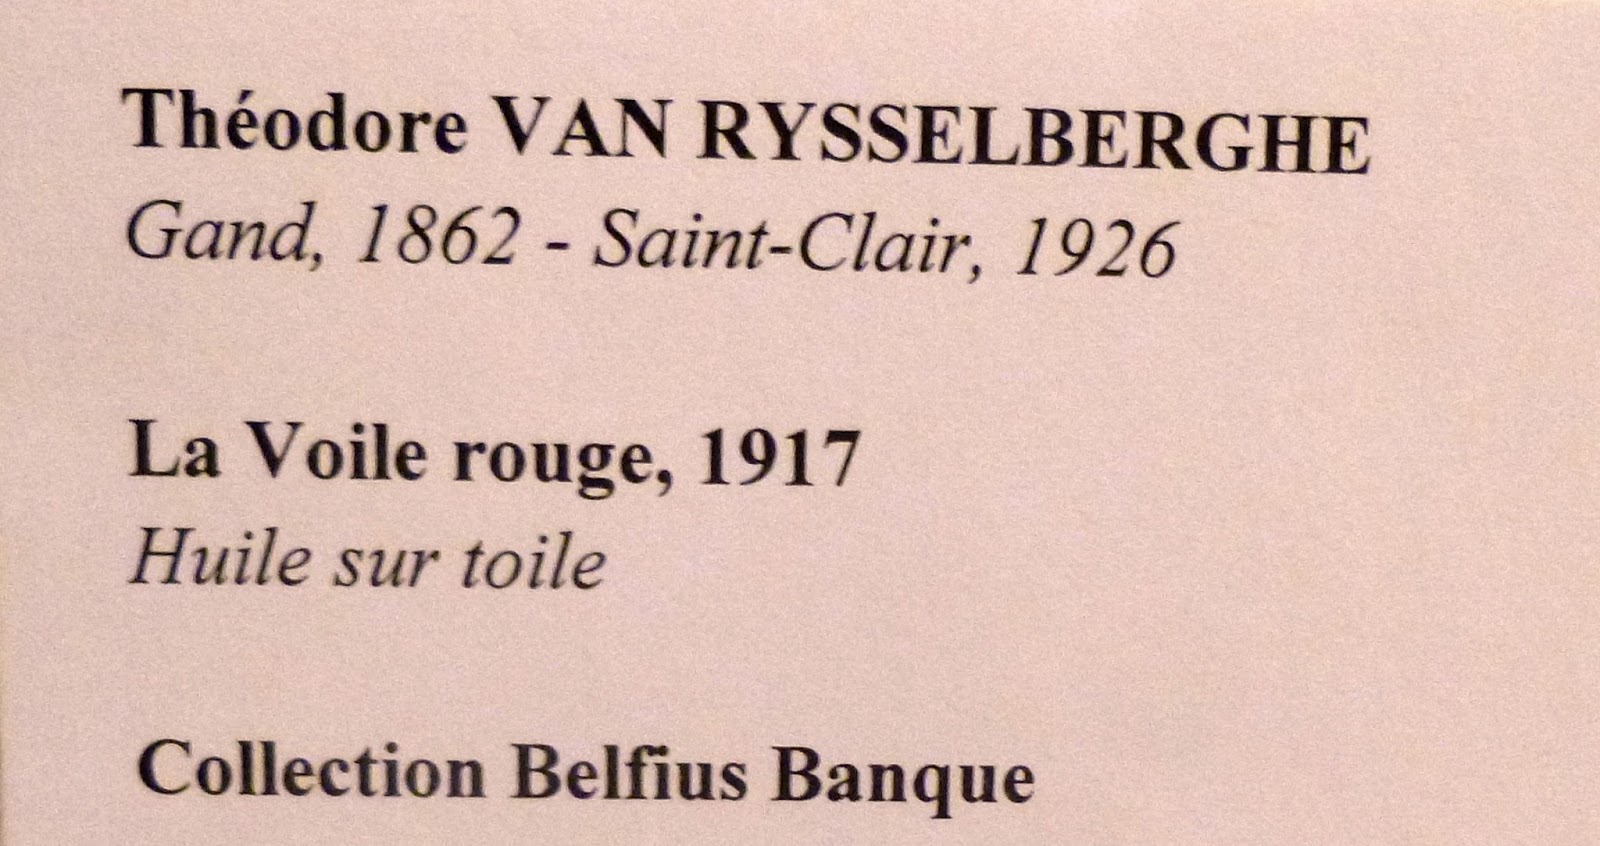 Théodore VAN RYSSELBERGHE
Gand, 1862 - Saint-Clair, 1926
La Voile rouge, 1917
Huile sur toile
Collection Belfius Banque